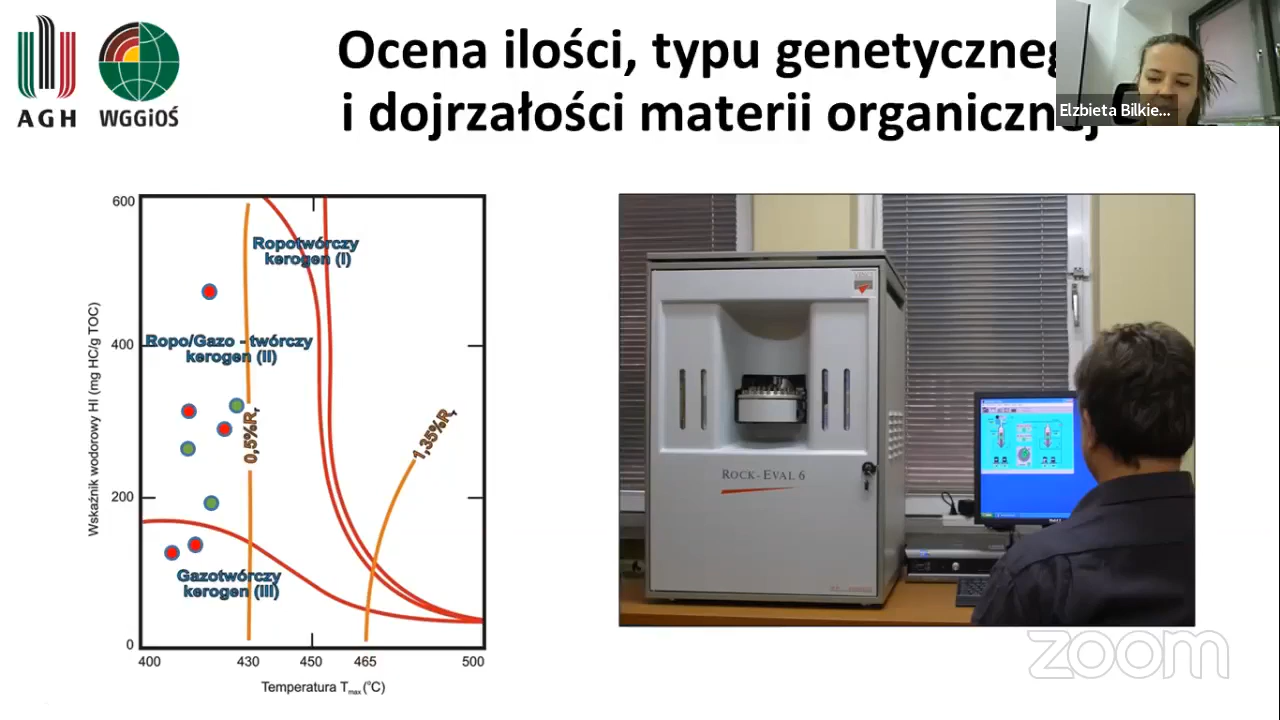 AGH
WGGiOŚ
Ocena ilości, typu genetyczneg
i dojrzałości materii organicznej
Elzbieta Bilkie...
600
400
200
0
Wskaźnik wodorowy HI (mg HC/g TOC)
Ropotwórczy
kerogen (I)
Ropo/Gazo - twórczy
kerogen (II)
0,5%Rr
1,35%Rr
Gazotwórczy
kerogen (III)
400
430
450
465
500
Temperatura Tmax (°C)
ROCK-EVAL 6
zoom